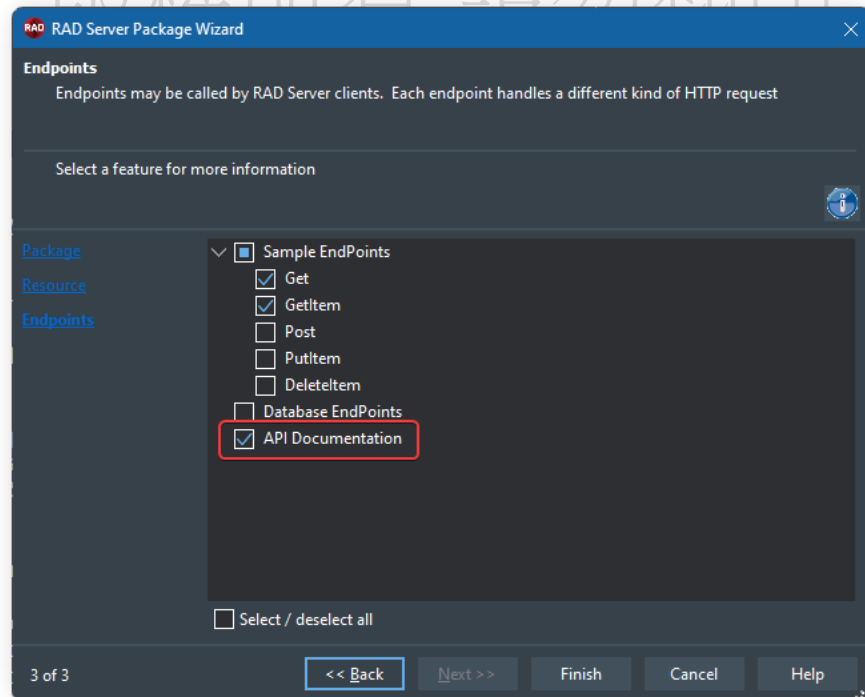 RAD RAD Server Package Wizard
Endpoints
Endpoints may be called by RAD Server clients. Each endpoint handles a different kind of HTTP request
Select a feature for more information
Package
Resource
Endpoints
Sample EndPoints
Get
GetItem
Post
PutItem
DeleteItem
Database EndPoints
API Documentation
Select / deselect all
3 of 3
<< Back
Next >>
Finish
Cancel
Help